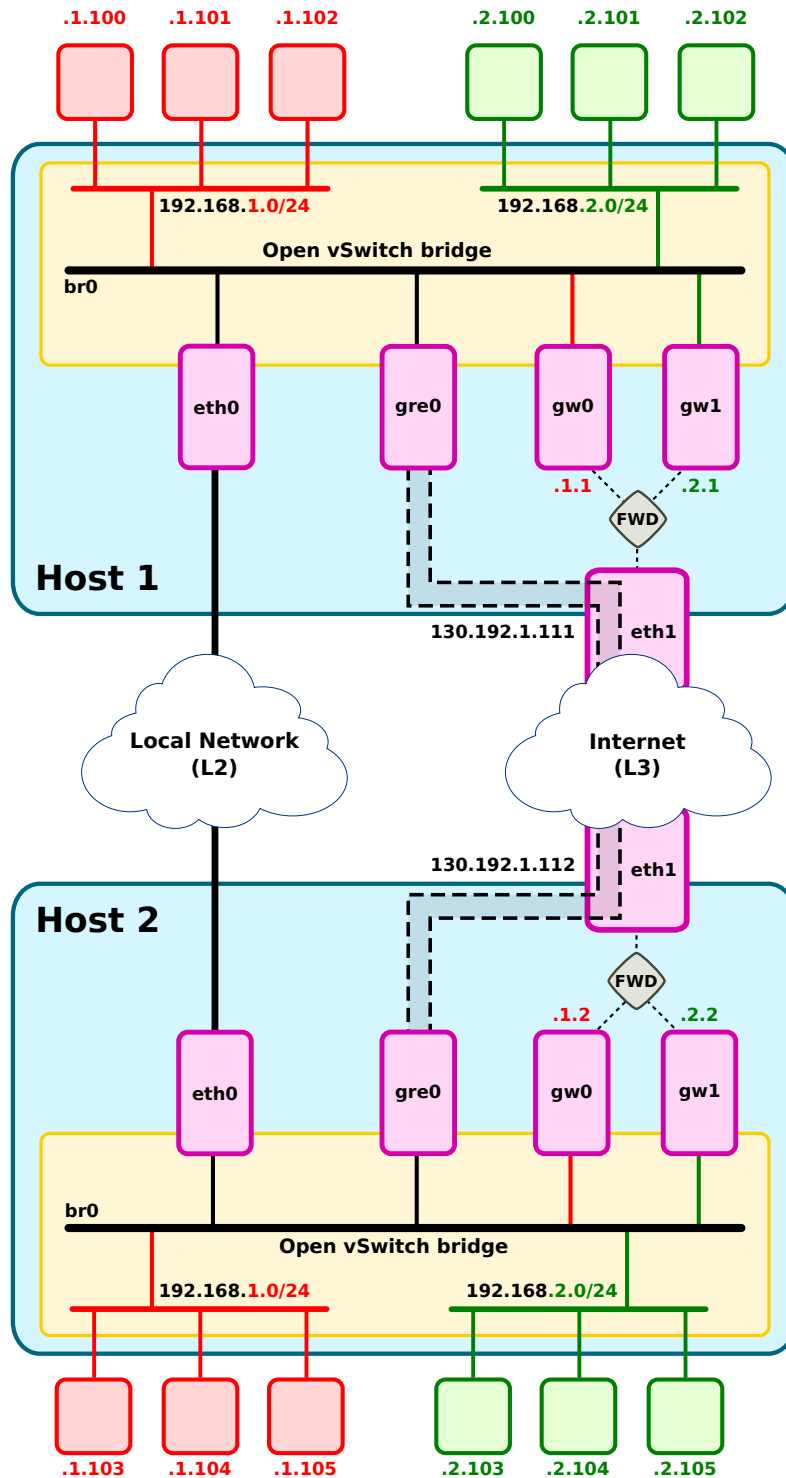 .1.100 .1.101 .1.102 .2.100 .2.101 .2.102
192.168.1.0/24 192.168.2.0/24
Open vSwitch bridge
br0
eth0 gre0 gw0 gw1
.1.1 .2.1
FWD
Host 1
130.192.1.111 eth1
Local Network Internet
(L2) (L3)
130.192.1.112 eth1
Host 2
FWD
.1.2 .2.2
eth0 gre0 gw0 gw1
br0
Open vSwitch bridge
192.168.1.0/24 192.168.2.0/24
.1.103 .1.104 .1.105 .2.103 .2.104 .2.105